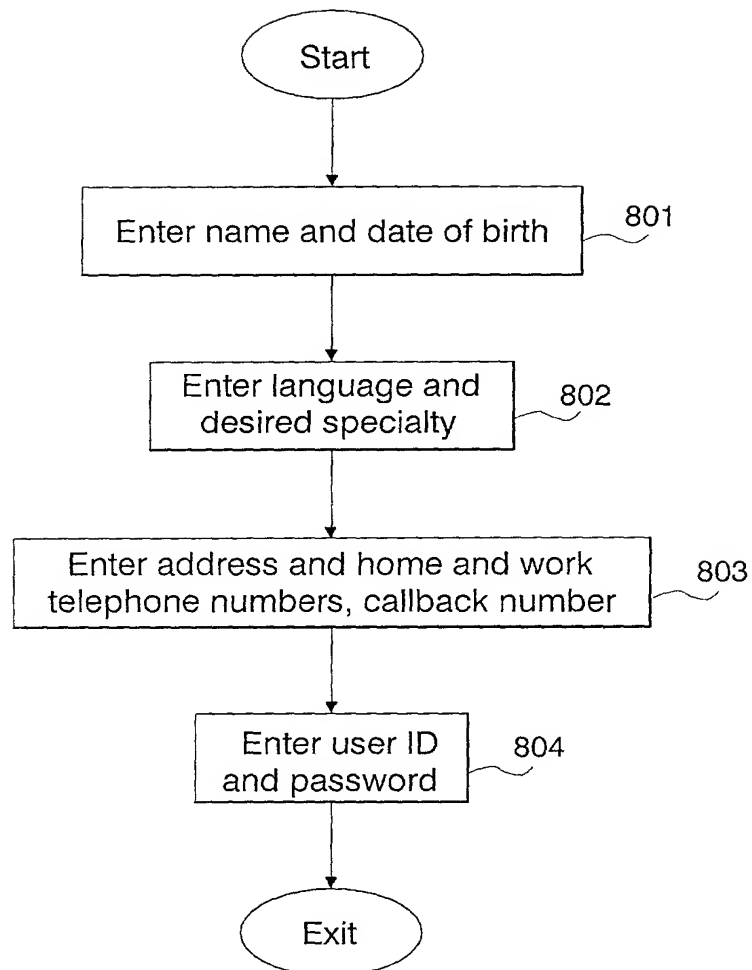 Start
Enter name and date of birth
801
Enter language and
desired specialty
802
Enter address and home and work
telephone numbers, callback number
803
Enter user ID
and password
804
Exit